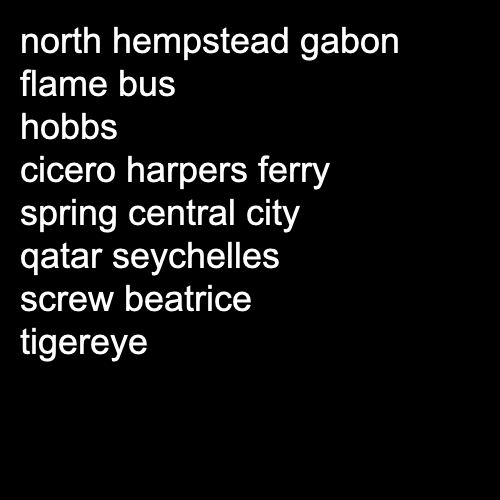 north hempstead gabon
flame bus
hobbs
cicero harpers ferry
spring central city
qatar seychelles
screw beatrice
tigereye